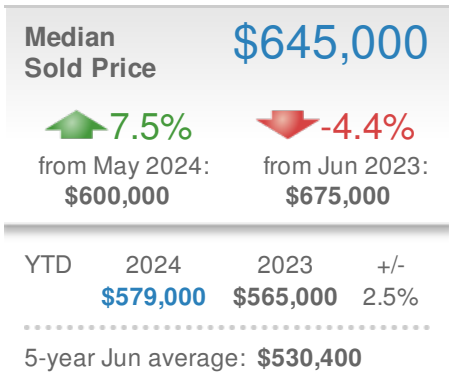 Median $645,000
Sold Price
7.5% -4.4%
from May 2024: from Jun 2023:
$600,000 $675,000
YTD 2024 2023 +/-
$579,000 $565,000 2.5%
5-year Jun average: $530,400